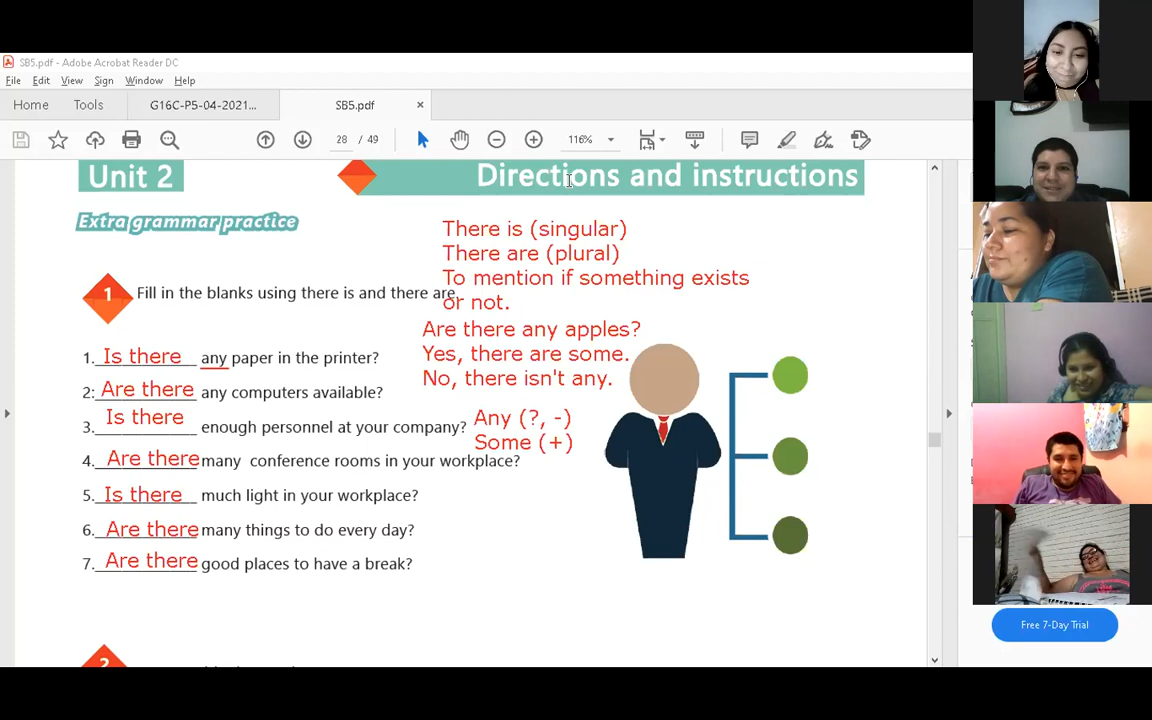 SB5.pdf - Adobe Acrobat Reader DC
File Edit View Sign Window Help
Home Tools G16C-P5-04-2021... SB5.pdf ×
28 / 49 116%
Unit 2 Directions and instructions
Extra grammar practice
There is (singular)
There are (plural)
To mention if something exists
or not.
1 Fill in the blanks using there is and there are.
Are there any apples?
Yes, there are some.
No, there isn't any.
1. Is there any paper in the printer?
2: Are there any computers available?
Any (?, -)
Some (+)
3. Is there enough personnel at your company?
4. Are there many conference rooms in your workplace?
5. Is there much light in your workplace?
6. Are there many things to do every day?
7. Are there good places to have a break?
2
Free 7-Day Trial